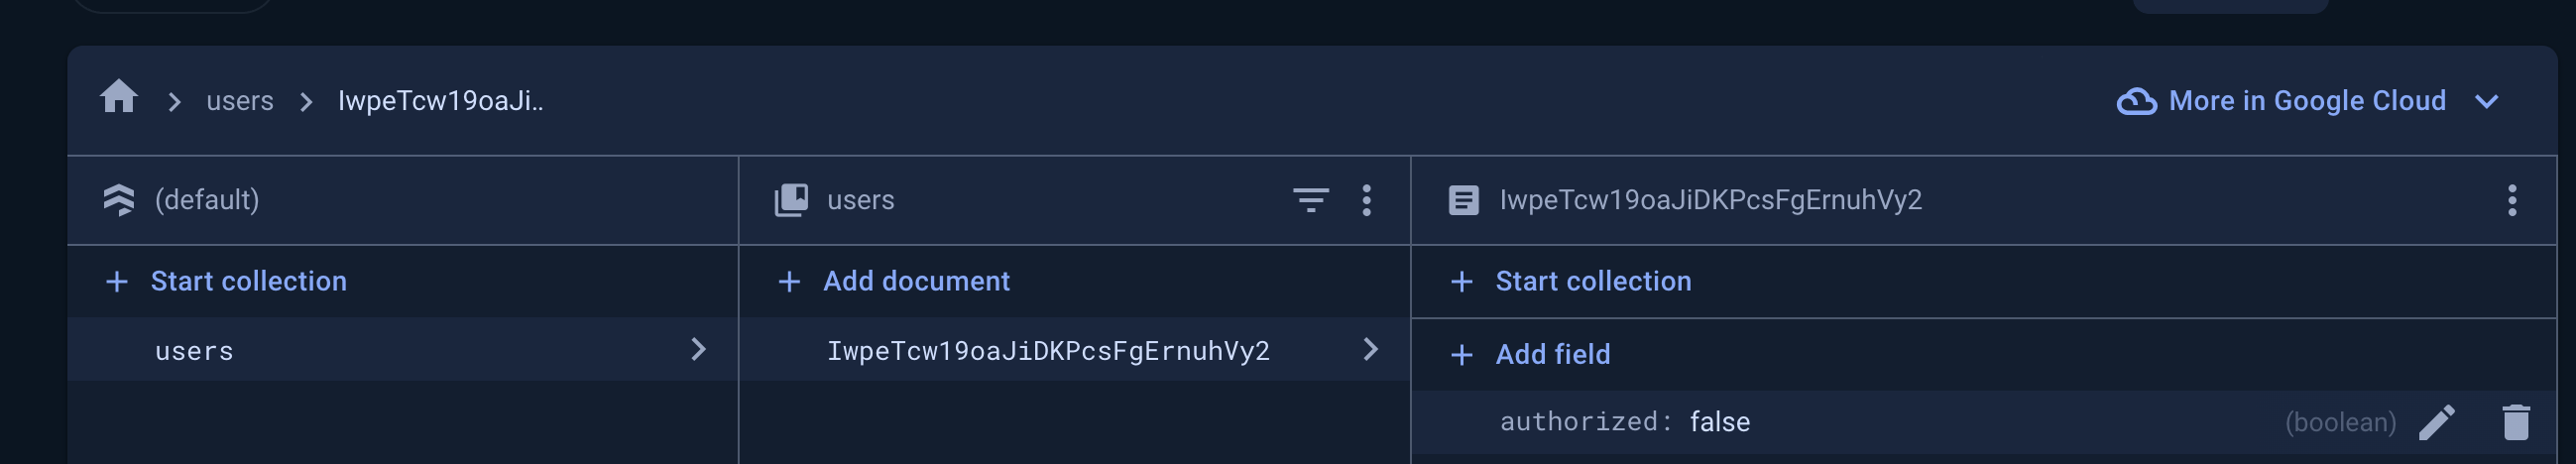 users
IwpeTcw19oaJi..
More in Google Cloud
(default)
users
IwpeTcw19oaJiDKPcsFgErnuhVy2
Start collection
Add document
Start collection
users
IwpeTcw19oaJiDKPcsFgErnuhVy2
Add field
authorized: false
(boolean)